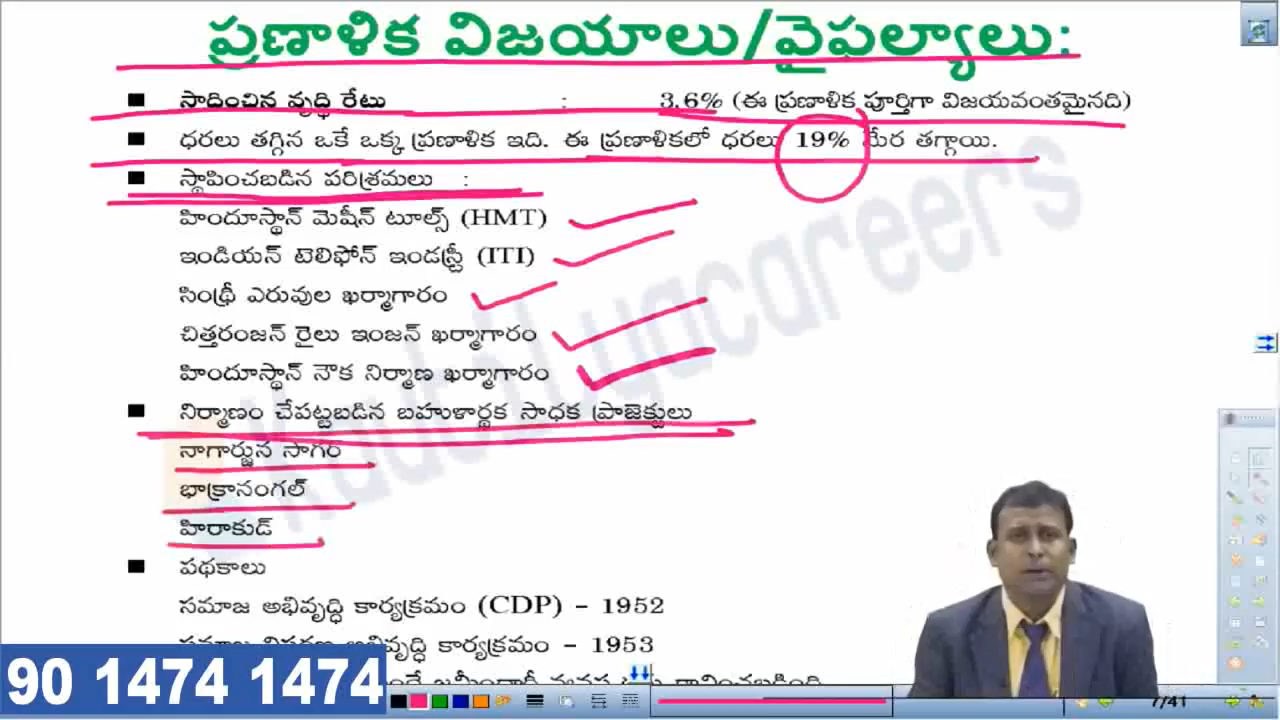 ప్రణాళిక విజయాలు/వైఫల్యాలు:
సాదించిన వృద్ధి రేటు : 3.6% (ఈ ప్రణాళిక పూర్తిగా విజయవంతమైనది)
ధరలు తగ్గిన ఒకే ఒక్క ప్రణాళిక ఇది. ఈ ప్రణాళికలో ధరలు 19% మేర తగ్గాయి.
స్థాపించబడిన పరిశ్రమలు :
హిందూస్థాన్ మెషీన్ టూల్స్ (HMT)
ఇండియన్ టెలిఫోన్ ఇండస్ట్రీ (ITI)
సింథ్రీ ఎరువుల ఖర్మాగారం
చిత్తరంజన్ రైలు ఇంజన్ ఖర్మాగారం
హిందూస్థాన్ నౌక నిర్మాణ ఖర్మాగారం
నిర్మాణం చేపట్టబడిన బహుళార్థక సాధక ప్రాజెక్టులు
నాగార్జున సాగర్
భాక్రానంగల్
హిరాకుడ్
పథకాలు
సమాజ అభివృద్ధి కార్యక్రమం (CDP) - 1952
సమాజ విస్తరణ అభివృద్ధి కార్యక్రమం - 1953
90 1474 1474
7/41
Kautilyacareers